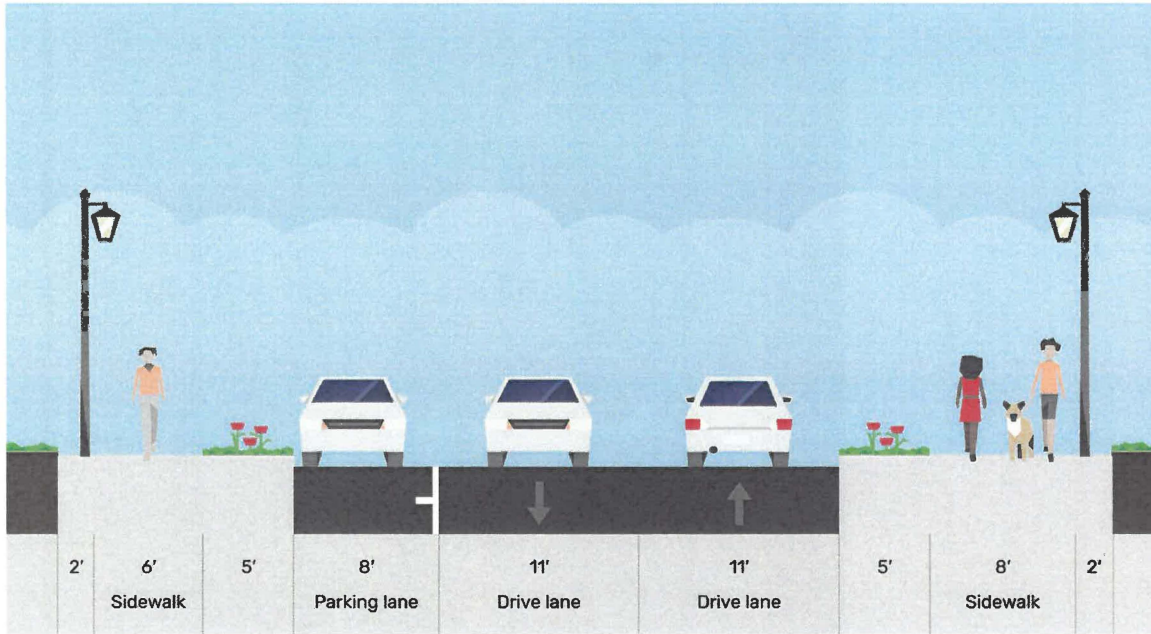 2' 6' 5' 8' 11' 11' 5' 8' 2'
Sidewalk Parking lane Drive lane Drive lane Sidewalk